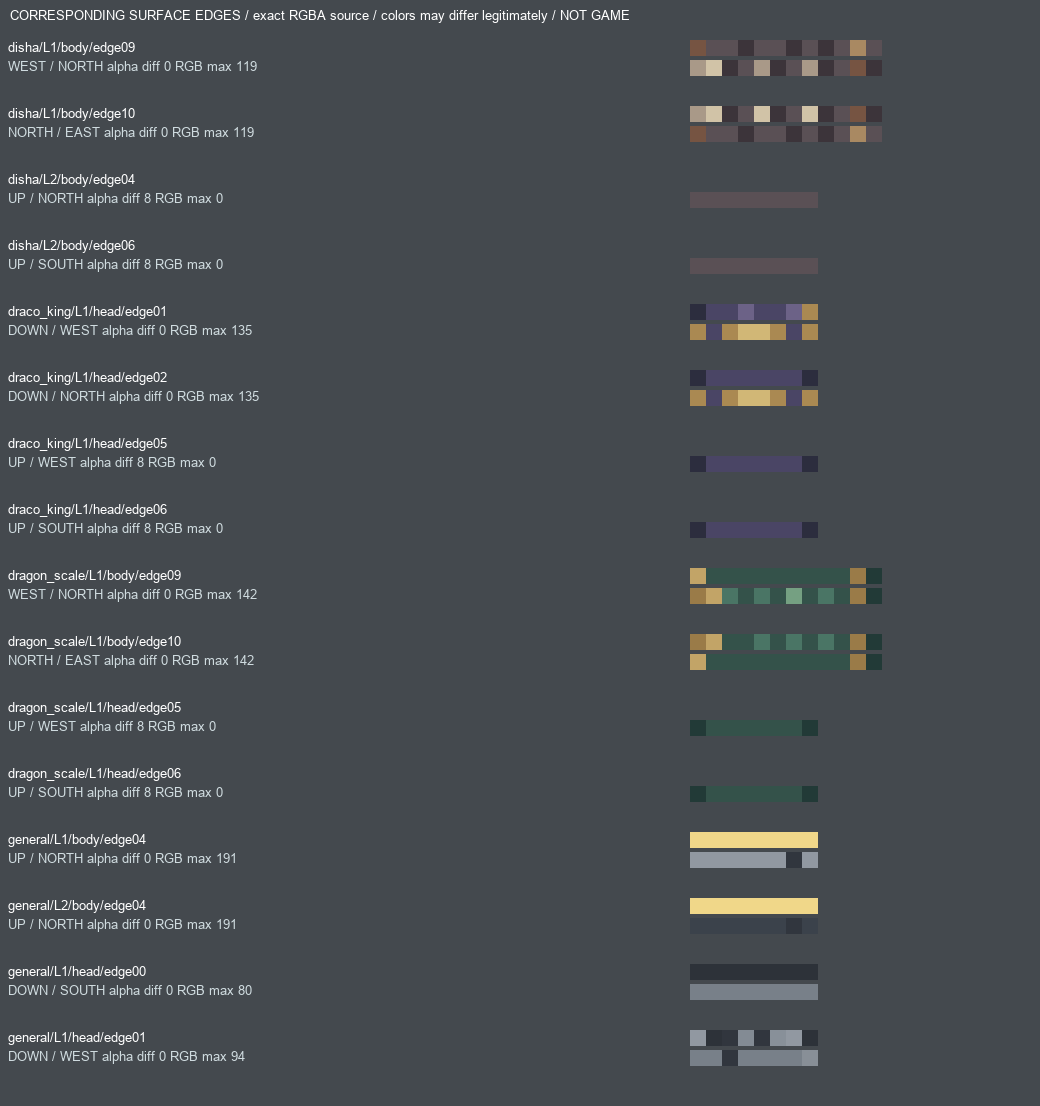 CORRESPONDING SURFACE EDGES / exact RGBA source / colors may differ legitimately / NOT GAME
disha/L1/body/edge09
WEST / NORTH alpha diff 0 RGB max 119
disha/L1/body/edge10
NORTH / EAST alpha diff 0 RGB max 119
disha/L2/body/edge04
UP / NORTH alpha diff 8 RGB max 0
disha/L2/body/edge06
UP / SOUTH alpha diff 8 RGB max 0
draco_king/L1/head/edge01
DOWN / WEST alpha diff 0 RGB max 135
draco_king/L1/head/edge02
DOWN / NORTH alpha diff 0 RGB max 135
draco_king/L1/head/edge05
UP / WEST alpha diff 8 RGB max 0
draco_king/L1/head/edge06
UP / SOUTH alpha diff 8 RGB max 0
dragon_scale/L1/body/edge09
WEST / NORTH alpha diff 0 RGB max 142
dragon_scale/L1/body/edge10
NORTH / EAST alpha diff 0 RGB max 142
dragon_scale/L1/head/edge05
UP / WEST alpha diff 8 RGB max 0
dragon_scale/L1/head/edge06
UP / SOUTH alpha diff 8 RGB max 0
general/L1/body/edge04
UP / NORTH alpha diff 0 RGB max 191
general/L2/body/edge04
UP / NORTH alpha diff 0 RGB max 191
general/L1/head/edge00
DOWN / SOUTH alpha diff 0 RGB max 80
general/L1/head/edge01
DOWN / WEST alpha diff 0 RGB max 94